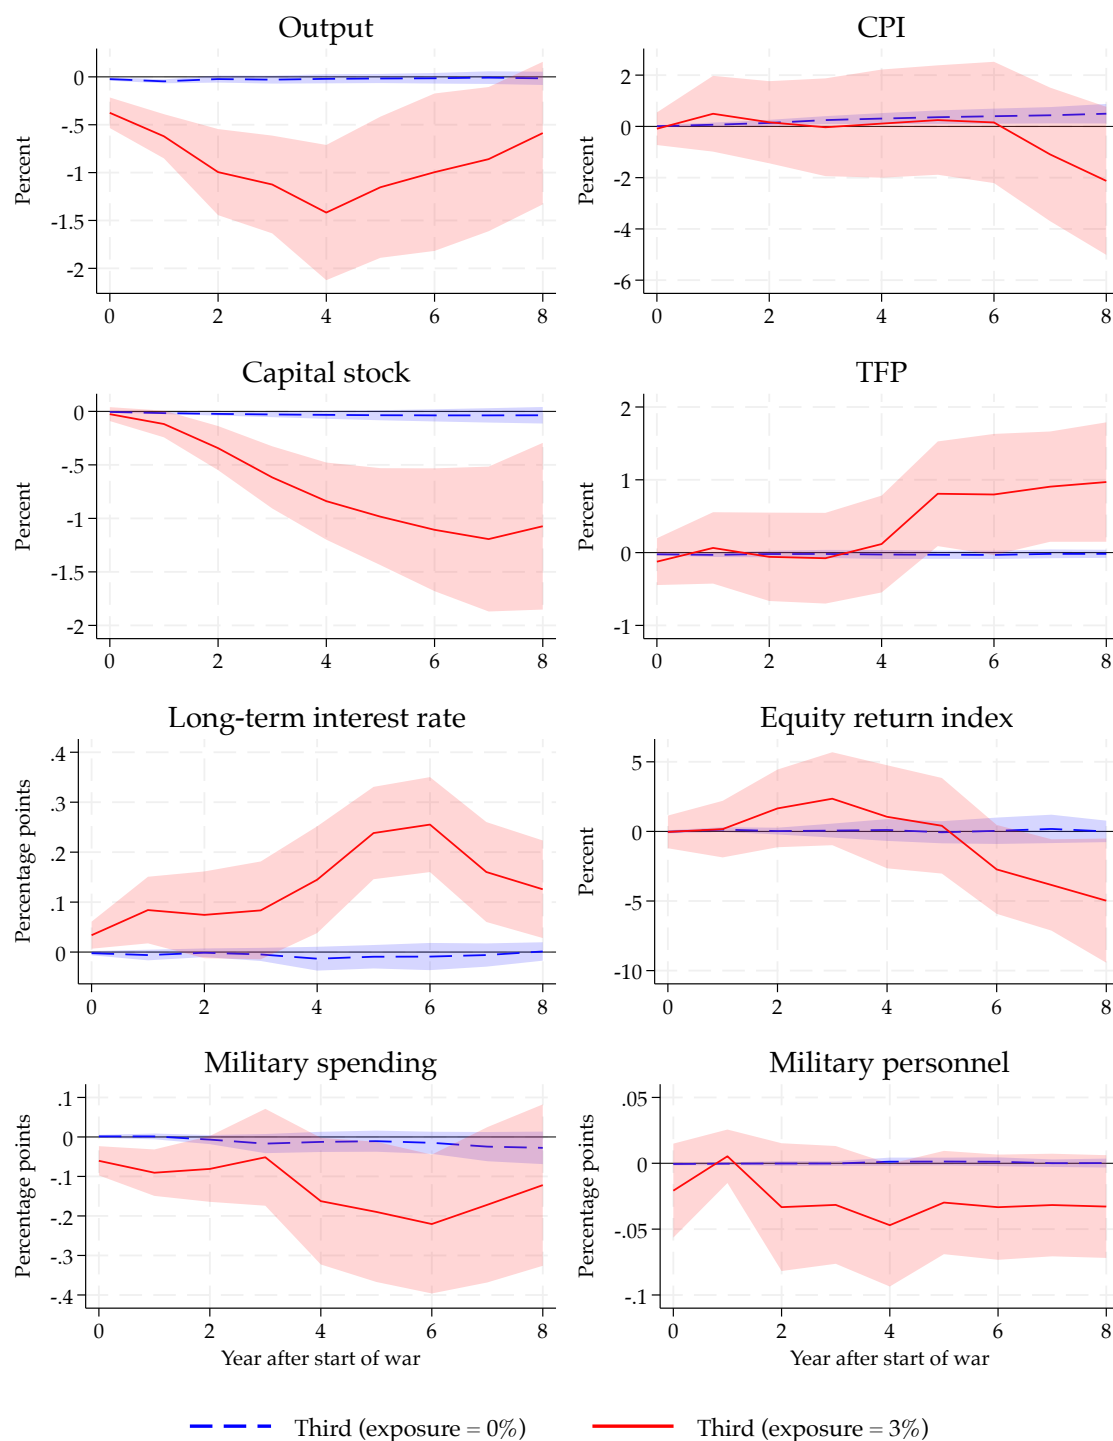 Output
Percent
0
-.5
-1
-1.5
-2
0 2 4 6 8
CPI
Percent
2
0
-2
-4
-6
0 2 4 6 8
Capital stock
Percent
0
-.5
-1
-1.5
-2
0 2 4 6 8
TFP
Percent
2
1
0
-1
0 2 4 6 8
Long-term interest rate
Percentage points
.4
.3
.2
.1
0
0 2 4 6 8
Equity return index
Percent
5
0
-5
-10
0 2 4 6 8
Military spending
Percentage points
.1
0
-.1
-.2
-.3
-.4
0 2 4 6 8
Year after start of war
Military personnel
Percentage points
.05
0
-.05
-.1
0 2 4 6 8
Year after start of war
Third (exposure = 0%) Third (exposure = 3%)